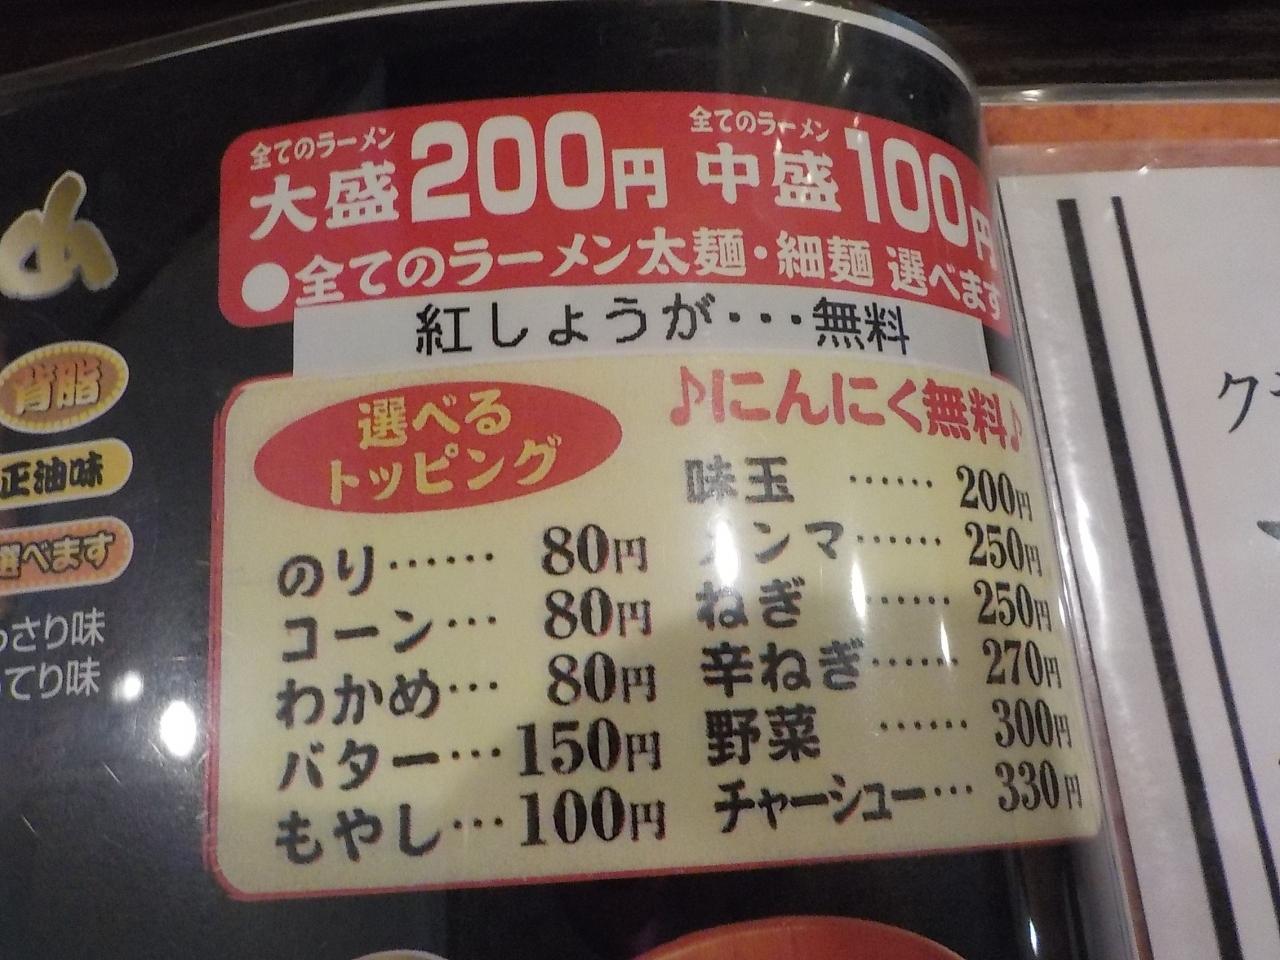 全てのラーメン
大盛200円
全てのラーメン
中盛100円
●全てのラーメン太麺・細麺 選べます
紅しょうが・・・無料
選べる
トッピング
のり……80円
コーン…80円
わかめ…80円
バター…150円
もやし…100円
♪にんにく無料♪
味玉……200円
メンマ……250円
ねぎ……250円
辛ねぎ……270円
野菜……300円
チャーシュー…330円
背脂
正油味
選べます
さり味
てり味
ク